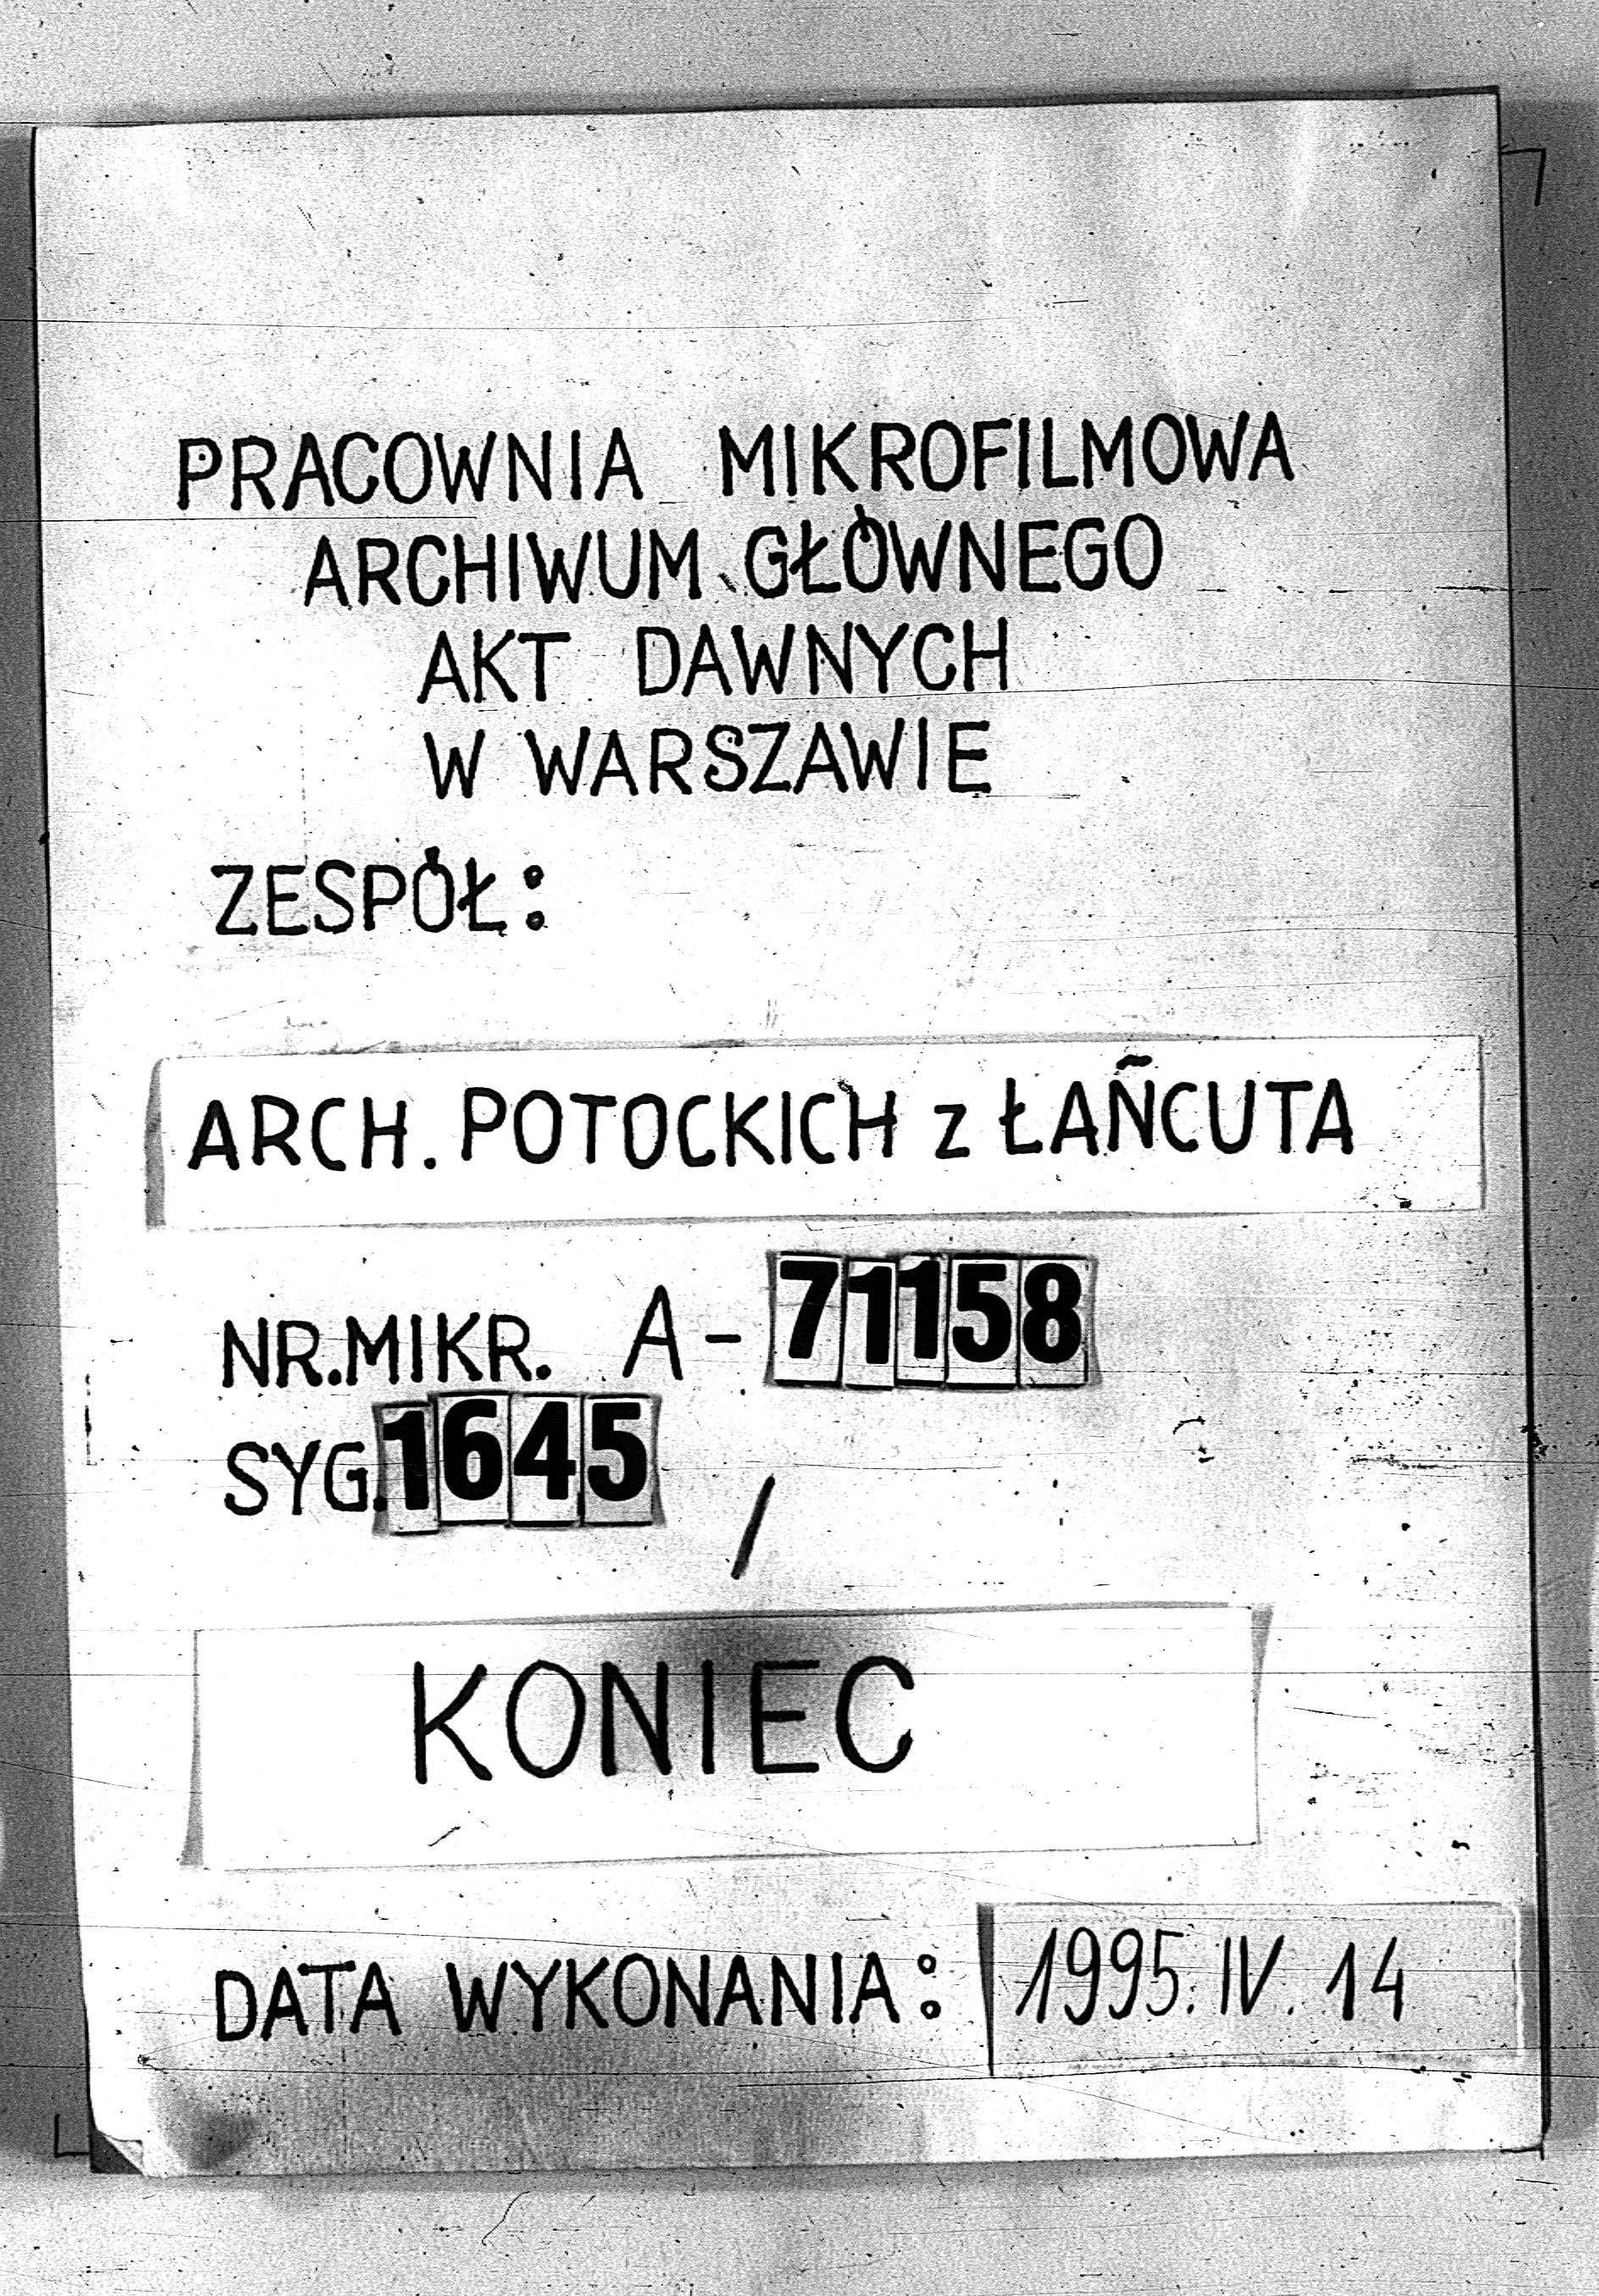 PRACOWNIA MIKROFILMOWA
ARCHIWUM GŁÓWNEGO
AKT DAWNYCH
W WARSZAWIE
ZESPÓŁ:
ARCH. POTOCKICH z ŁAŃCUTA
NR.MIKR. A-71158
SYG.1645
/
KONIEC
DATA WYKONANIA: 1995.IV.14